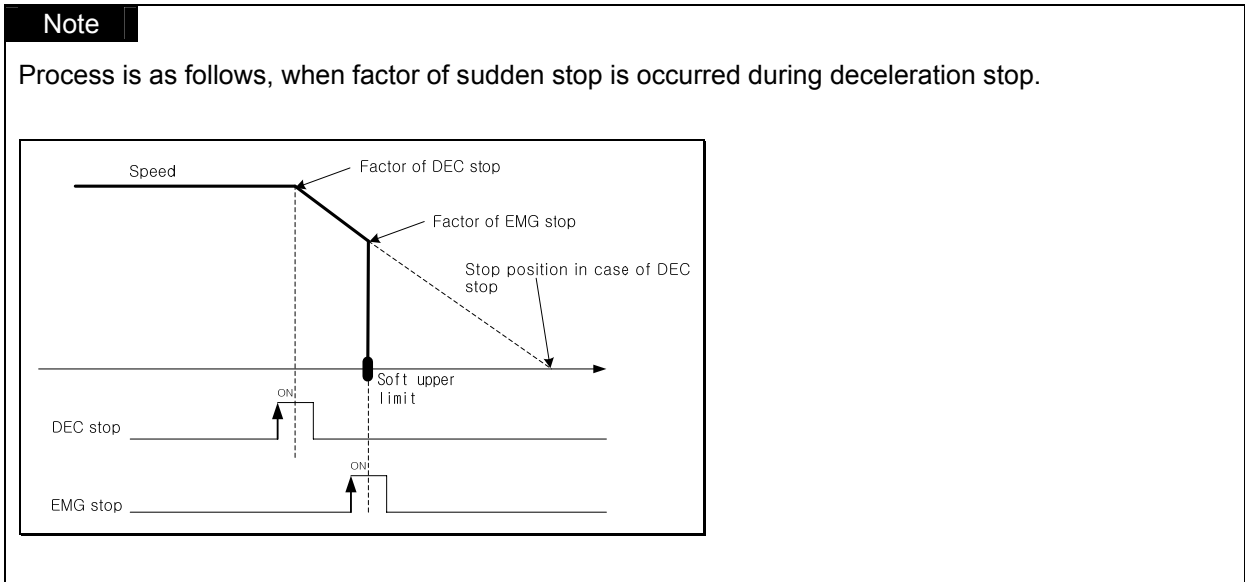 Note
Process is as follows, when factor of sudden stop is occurred during deceleration stop.
Speed
Factor of DEC stop
Factor of EMG stop
Stop position in case of DEC
stop
Soft upper
limit
ON
DEC stop
ON
EMG stop